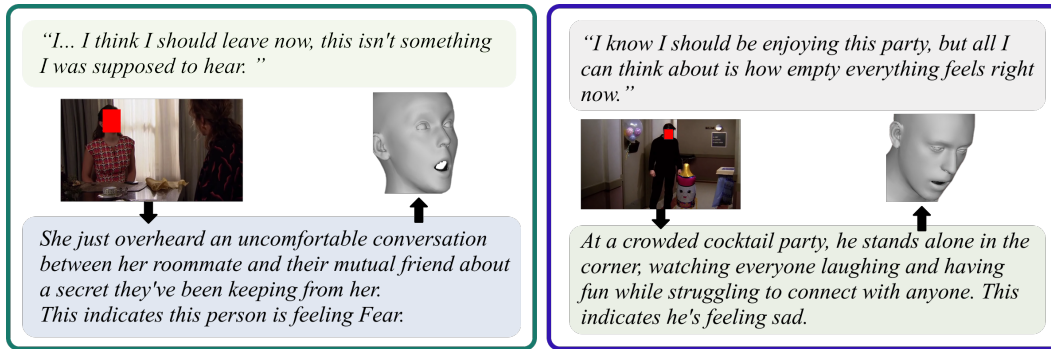 “I... I think I should leave now, this isn't something
I was supposed to hear. ”
She just overheard an uncomfortable conversation
between her roommate and their mutual friend about
a secret they've been keeping from her.
This indicates this person is feeling Fear.
“I know I should be enjoying this party, but all I
can think about is how empty everything feels right
now.”
At a crowded cocktail party, he stands alone in the
corner, watching everyone laughing and having
fun while struggling to connect with anyone. This
indicates he's feeling sad.